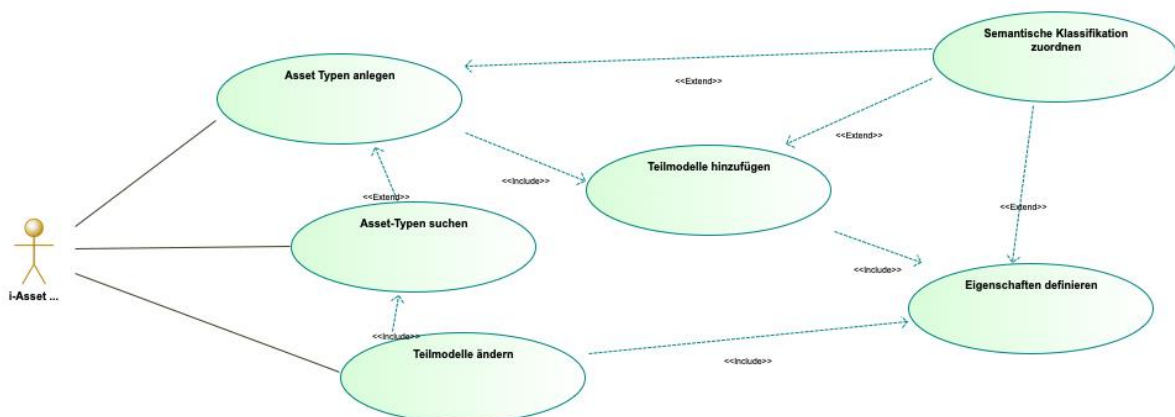 Semantische Klassifikation
zuordnen
Asset Typen anlegen
<<Extend>>
<<Extend>>
Teilmodelle hinzufügen
<<Include>>
<<Extend>>
<<Extend>>
Asset-Typen suchen
<<Include>>
i-Asset ...
Eigenschaften definieren
<<Include>>
Teilmodelle ändern
<<Include>>